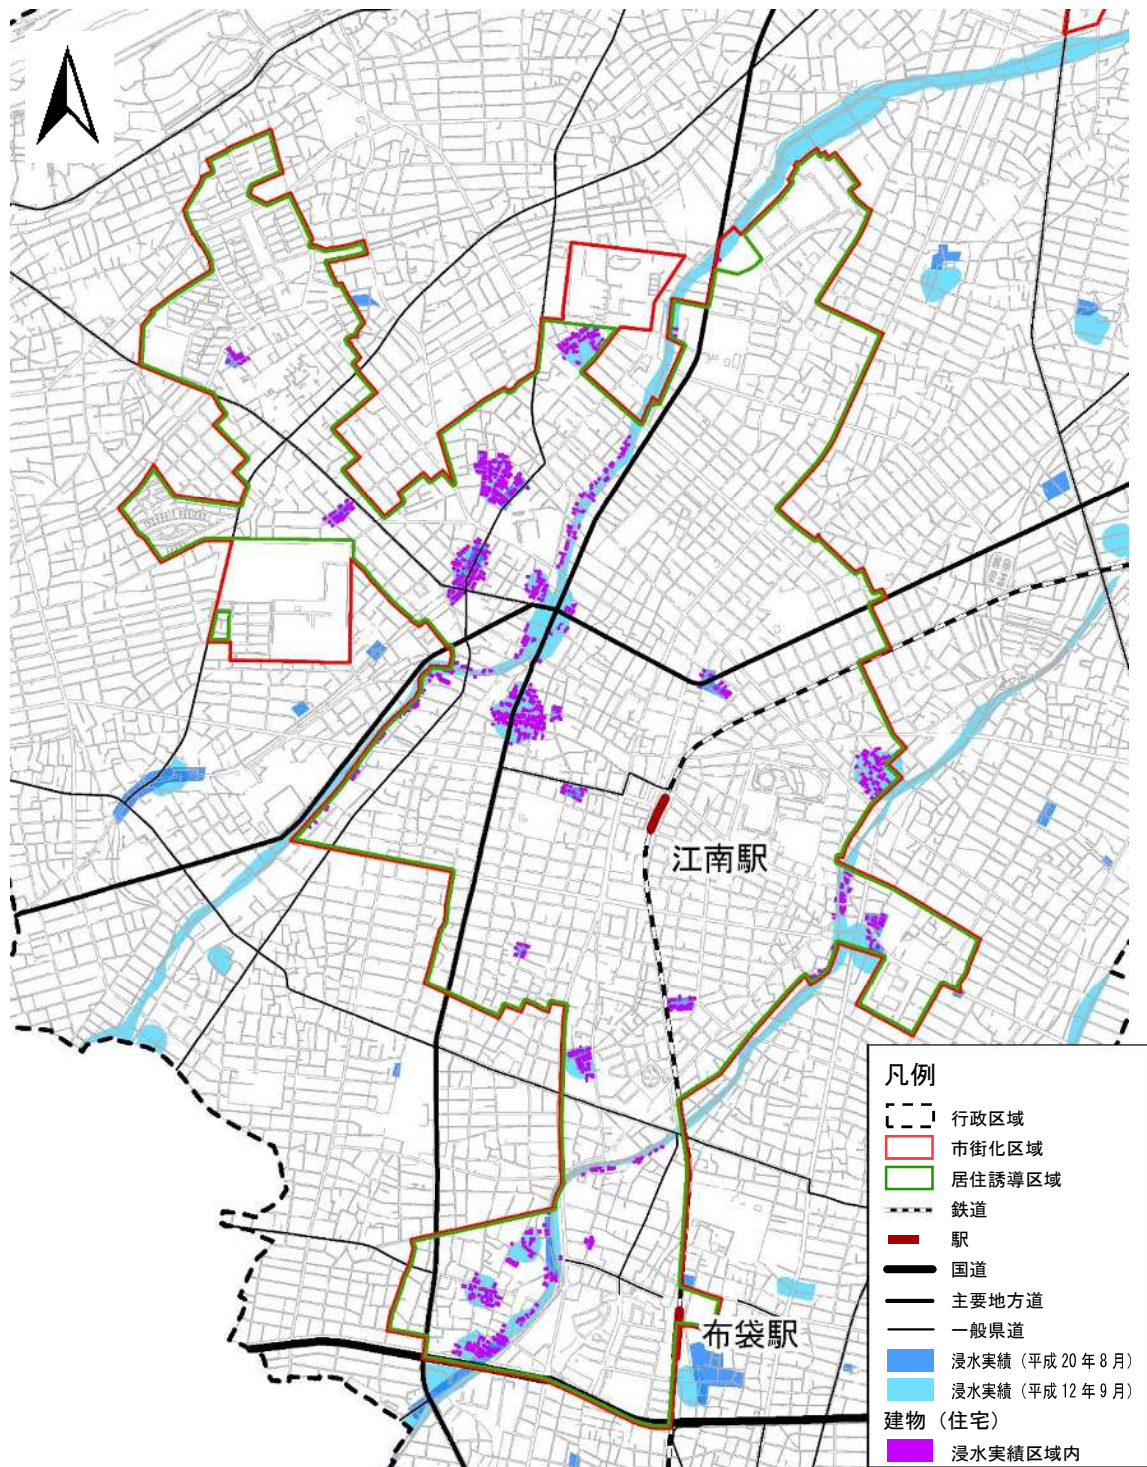 江南駅
布袋駅
凡例
行政区域
市街化区域
居住誘導区域
鉄道
駅
国道
主要地方道
一般県道
浸水実績（平成20年8月）
浸水実績（平成12年9月）
建物（住宅）
浸水実績区域内